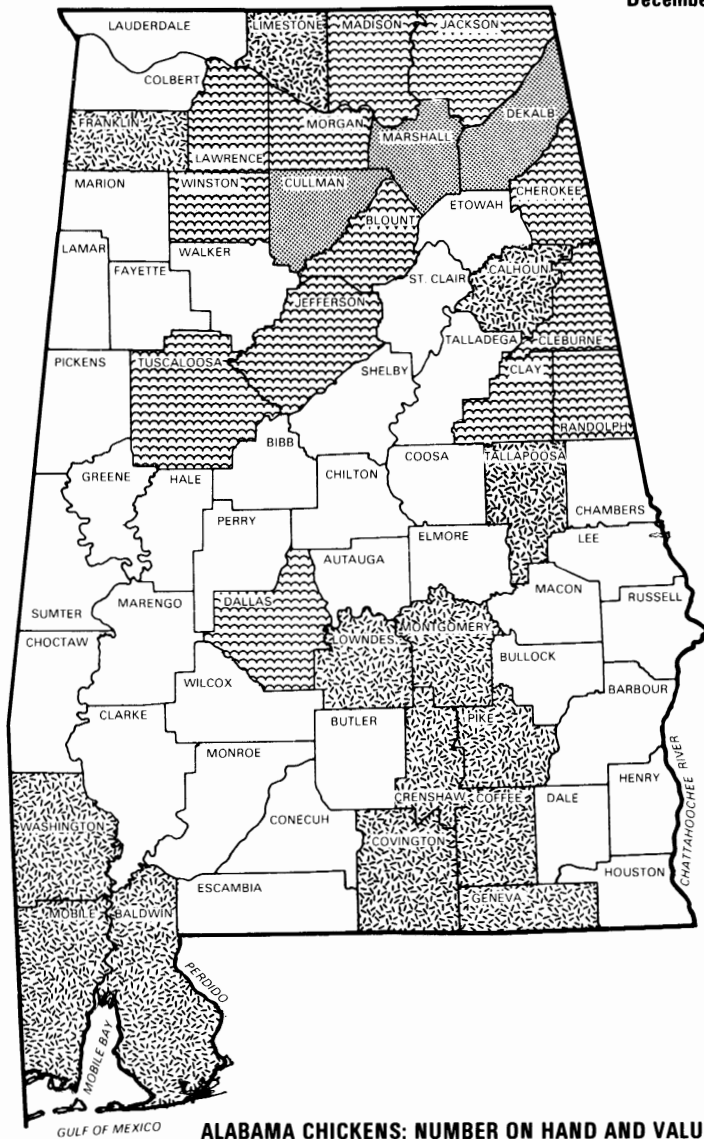 December
LAUDERDALE
LIMESTONE
MADISON
JACKSON
COLBERT
FRANKLIN
LAWRENCE
MORGAN
MARSHALL
DEKALB
MARION
WINSTON
CULLMAN
BLOUNT
ETOWAH
CHEROKEE
LAMAR
FAYETTE
WALKER
JEFFERSON
ST. CLAIR
CALHOUN
TALLADEGA
CLEBURNE
PICKENS
TUSCALOOSA
SHELBY
CLAY
RANDOLPH
BIBB
GREENE
HALE
PERRY
CHILTON
COOSA
TALLAPOOSA
CHAMBERS
LEE
AUTAUGA
ELMORE
MACON
RUSSELL
SUMTER
MARENGO
DALLAS
LOWNDES
MONTGOMERY
BULLOCK
CHOCTAW
WILCOX
BARBOUR
CLARKE
BUTLER
PIKE
MONROE
CRENSHAW
COFFEE
DALE
HENRY
CHATTAHOOCHEE RIVER
WASHINGTON
CONECUH
COVINGTON
HOUSTON
ESCAMBIA
GENEVA
MOBILE
BALDWIN
PERDIDO
MOBILE BAY
GULF OF MEXICO
ALABAMA CHICKENS: NUMBER ON HAND AND VALU